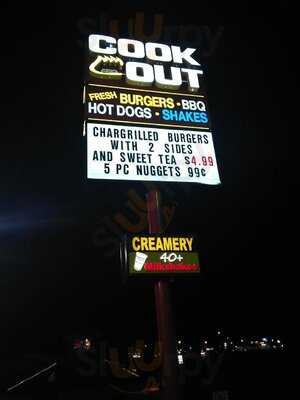 COOK
OUT
FRESH BURGERS • BBQ
HOT DOGS • SHAKES
CHARGRILLED BURGERS
WITH 2 SIDES
AND SWEET TEA $4.99
5 PC NUGGETS 99¢
CREAMERY
40+
Milkshakes